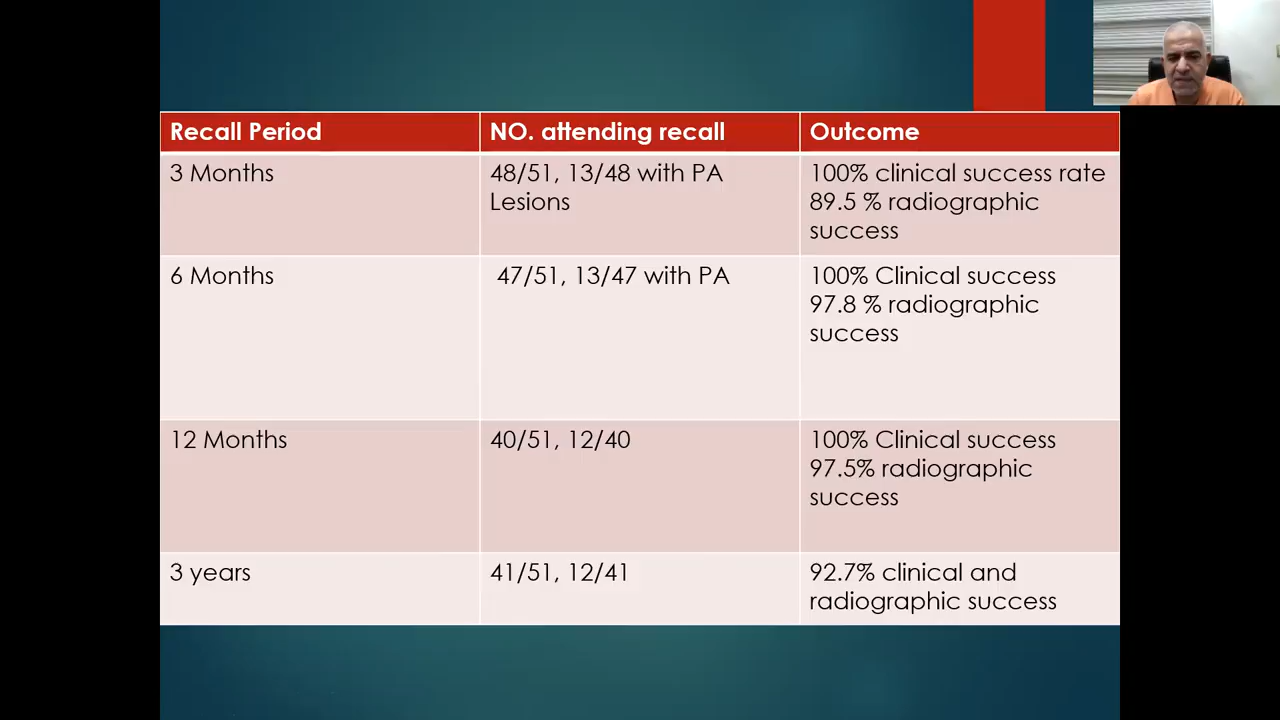 Recall Period
NO. attending recall
Outcome
3 Months
48/51, 13/48 with PA
Lesions
100% clinical success rate
89.5 % radiographic
success
6 Months
47/51, 13/47 with PA
100% Clinical success
97.8 % radiographic
success
12 Months
40/51, 12/40
100% Clinical success
97.5% radiographic
success
3 years
41/51, 12/41
92.7% clinical and
radiographic success